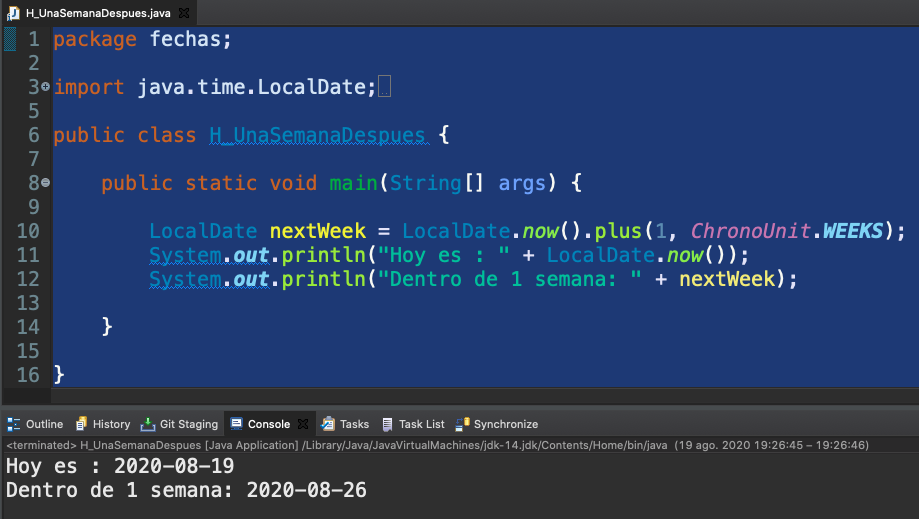 H_UnaSemanaDespues.java
1 package fechas;
2
3 import java.time.LocalDate;
5
6 public class H_UnaSemanaDespues {
7
8 public static void main(String[] args) {
9
10 LocalDate nextWeek = LocalDate.now().plus(1, ChronoUnit.WEEKS);
11 System.out.println("Hoy es : " + LocalDate.now());
12 System.out.println("Dentro de 1 semana: " + nextWeek);
13
14 }
15
16 }
Outline History Git Staging Console Tasks Task List Synchronize
<terminated> H_UnaSemanaDespues [Java Application] /Library/Java/JavaVirtualMachines/jdk-14.jdk/Contents/Home/bin/java (19 ago. 2020 19:26:45 – 19:26:46)
Hoy es : 2020-08-19
Dentro de 1 semana: 2020-08-26